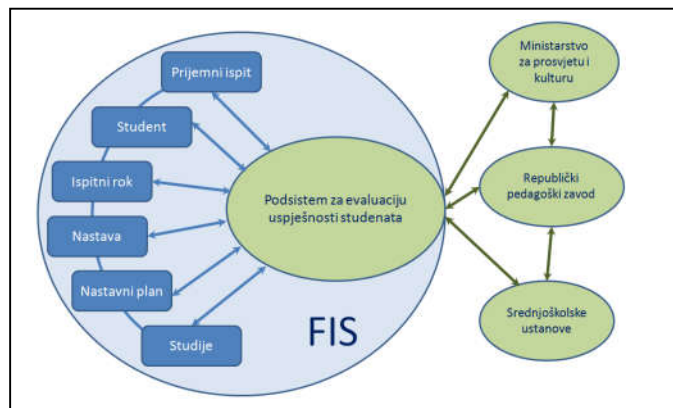 Prijemni ispit
Student
Ispitni rok
Nastava
Nastavni plan
Studije
Podsistem za evaluaciju
uspješnosti studenata
FIS
Ministarstvo
za prosvjetu i
kulturu
Republički
pedagoški zavod
Srednjoškolske
ustanove